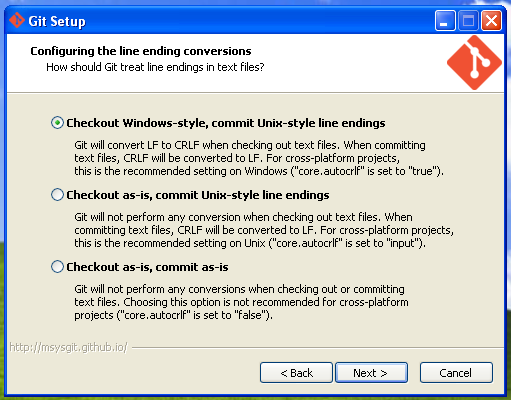 Git Setup
Configuring the line ending conversions
How should Git treat line endings in text files?
Checkout Windows-style, commit Unix-style line endings
Git will convert LF to CRLF when checking out text files. When committing
text files, CRLF will be converted to LF. For cross-platform projects,
this is the recommended setting on Windows ("core.autocrlf" is set to "true").
Checkout as-is, commit Unix-style line endings
Git will not perform any conversion when checking out text files. When
committing text files, CRLF will be converted to LF. For cross-platform projects,
this is the recommended setting on Unix ("core.autocrlf" is set to "input").
Checkout as-is, commit as-is
Git will not perform any conversions when checking out or committing
text files. Choosing this option is not recommended for cross-platform
projects ("core.autocrlf" is set to "false").
http://msysgit.github.io/
< Back
Next >
Cancel